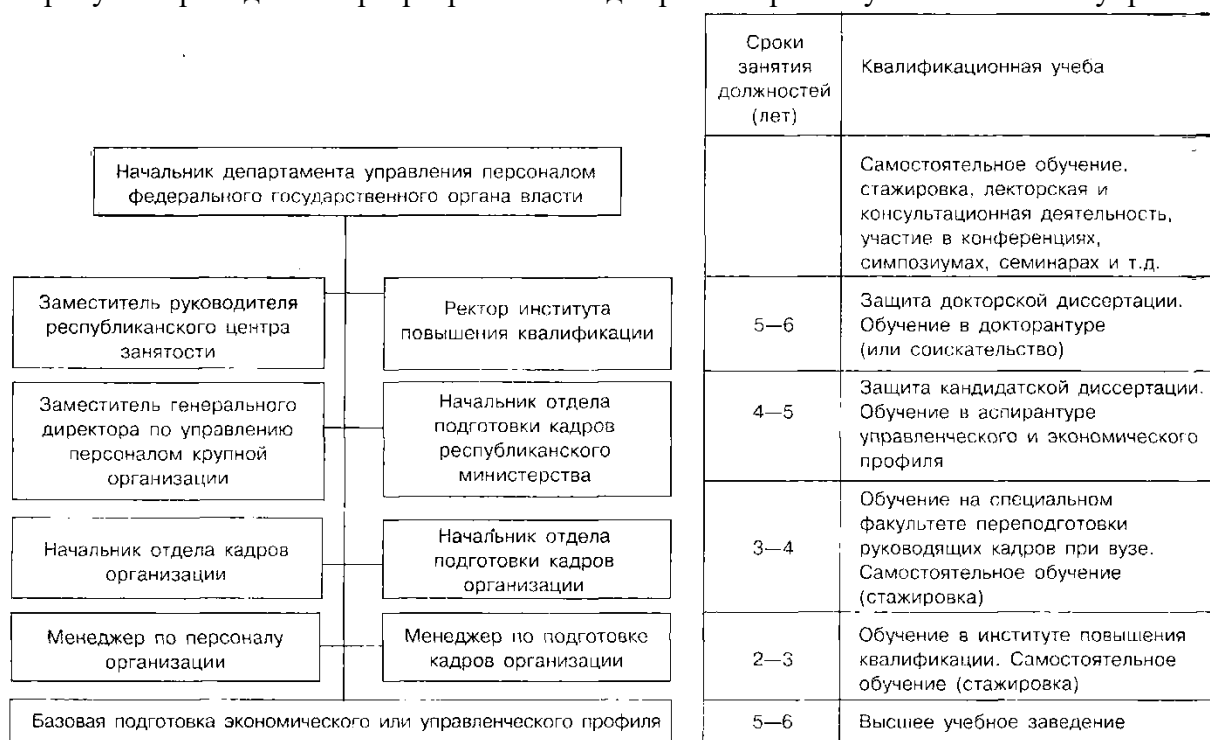 Начальник департамента управления персоналом
федерального государственного органа власти
Заместитель руководителя
республиканского центра
занятости
Ректор института
повышения квалификации
Заместитель генерального
директора по управлению
персоналом крупной
организации
Начальник отдела
подготовки кадров
республиканского
министерства
Начальник отдела кадров
организации
Начальник отдела
подготовки кадров
организации
Менеджер по персоналу
организации
Менеджер по подготовке
кадров организации
Базовая подготовка экономического или управленческого профиля
Сроки
занятия
должностей
(лет)
Квалификационная учеба
Самостоятельное обучение,
стажировка, лекторская и
консультационная деятельность,
участие в конференциях,
симпозиумах, семинарах и т.д.
5—6
Защита докторской диссертации.
Обучение в докторантуре
(или соискательство)
4—5
Защита кандидатской диссертации.
Обучение в аспирантуре
управленческого и экономического
профиля
3—4
Обучение на специальном
факультете переподготовки
руководящих кадров при вузе.
Самостоятельное обучение
(стажировка)
2—3
Обучение в институте повышения
квалификации. Самостоятельное
обучение (стажировка)
5—6
Высшее учебное заведение